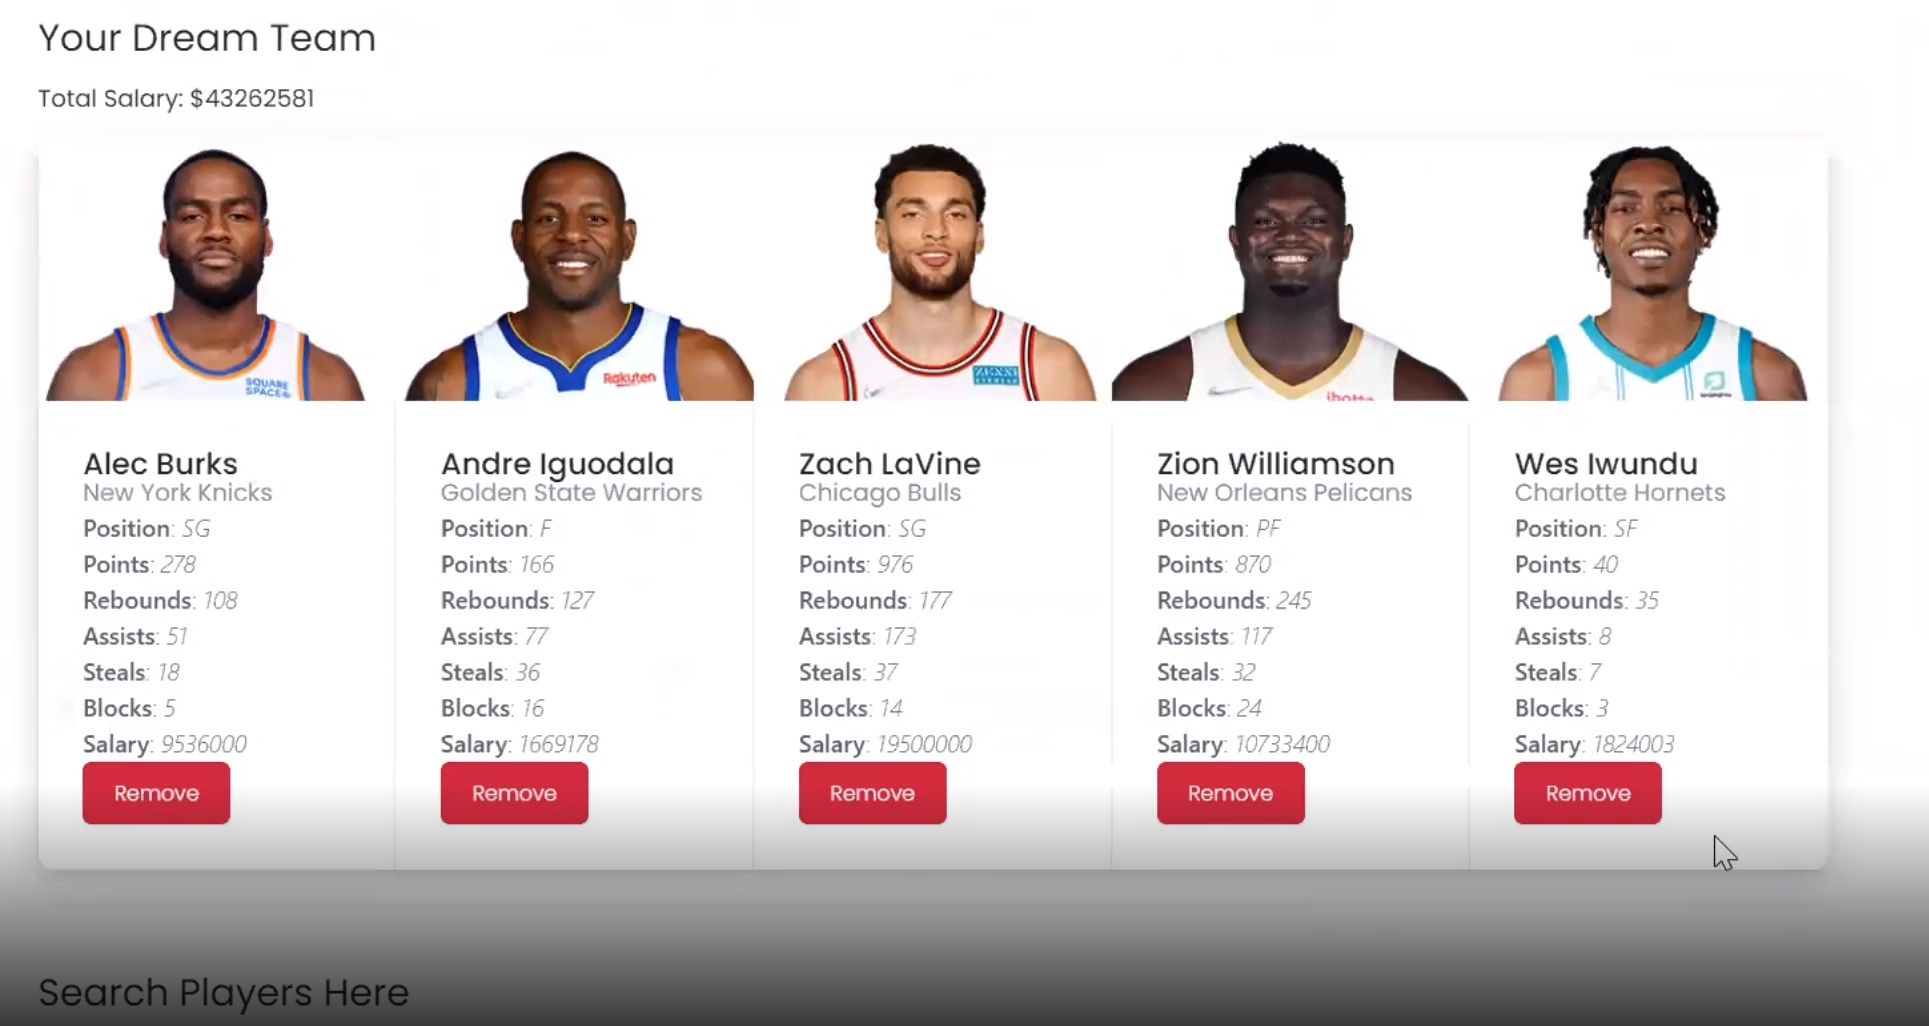 Your Dream Team
Total Salary: $43262581
SQUARE
SPACE
Rakuten
Alec Burks
New York Knicks
Position: SG
Points: 278
Rebounds: 108
Assists: 51
Steals: 18
Blocks: 5
Salary: 9536000
Remove
Andre Iguodala
Golden State Warriors
Position: F
Points: 166
Rebounds: 127
Assists: 77
Steals: 36
Blocks: 16
Salary: 1669178
Remove
Zach LaVine
Chicago Bulls
Position: SG
Points: 976
Rebounds: 177
Assists: 173
Steals: 37
Blocks: 14
Salary: 19500000
Remove
Zion Williamson
New Orleans Pelicans
Position: PF
Points: 870
Rebounds: 245
Assists: 117
Steals: 32
Blocks: 24
Salary: 10733400
Remove
Wes Iwundu
Charlotte Hornets
Position: SF
Points: 40
Rebounds: 35
Assists: 8
Steals: 7
Blocks: 3
Salary: 1824003
Remove
Search Players Here